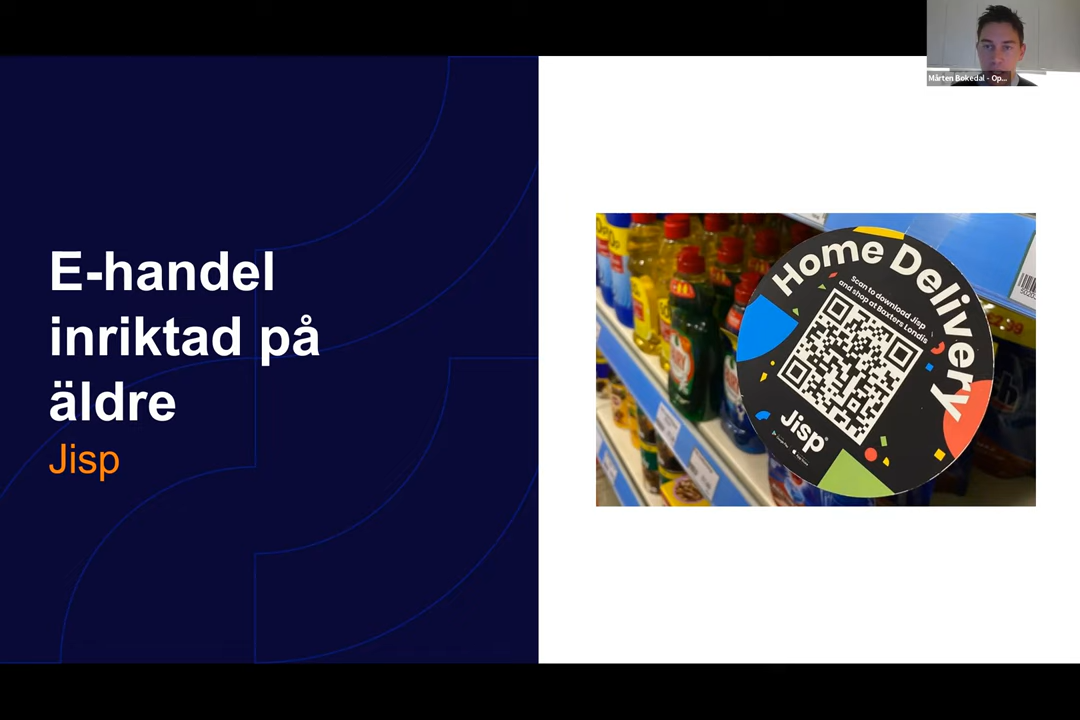 Mårten Bokedal - Op...
E-handel
inriktad på
äldre
Jisp
Home Delivery
Scan to download Jisp
and shop at Baxters Londis
Jisp
FAIRY